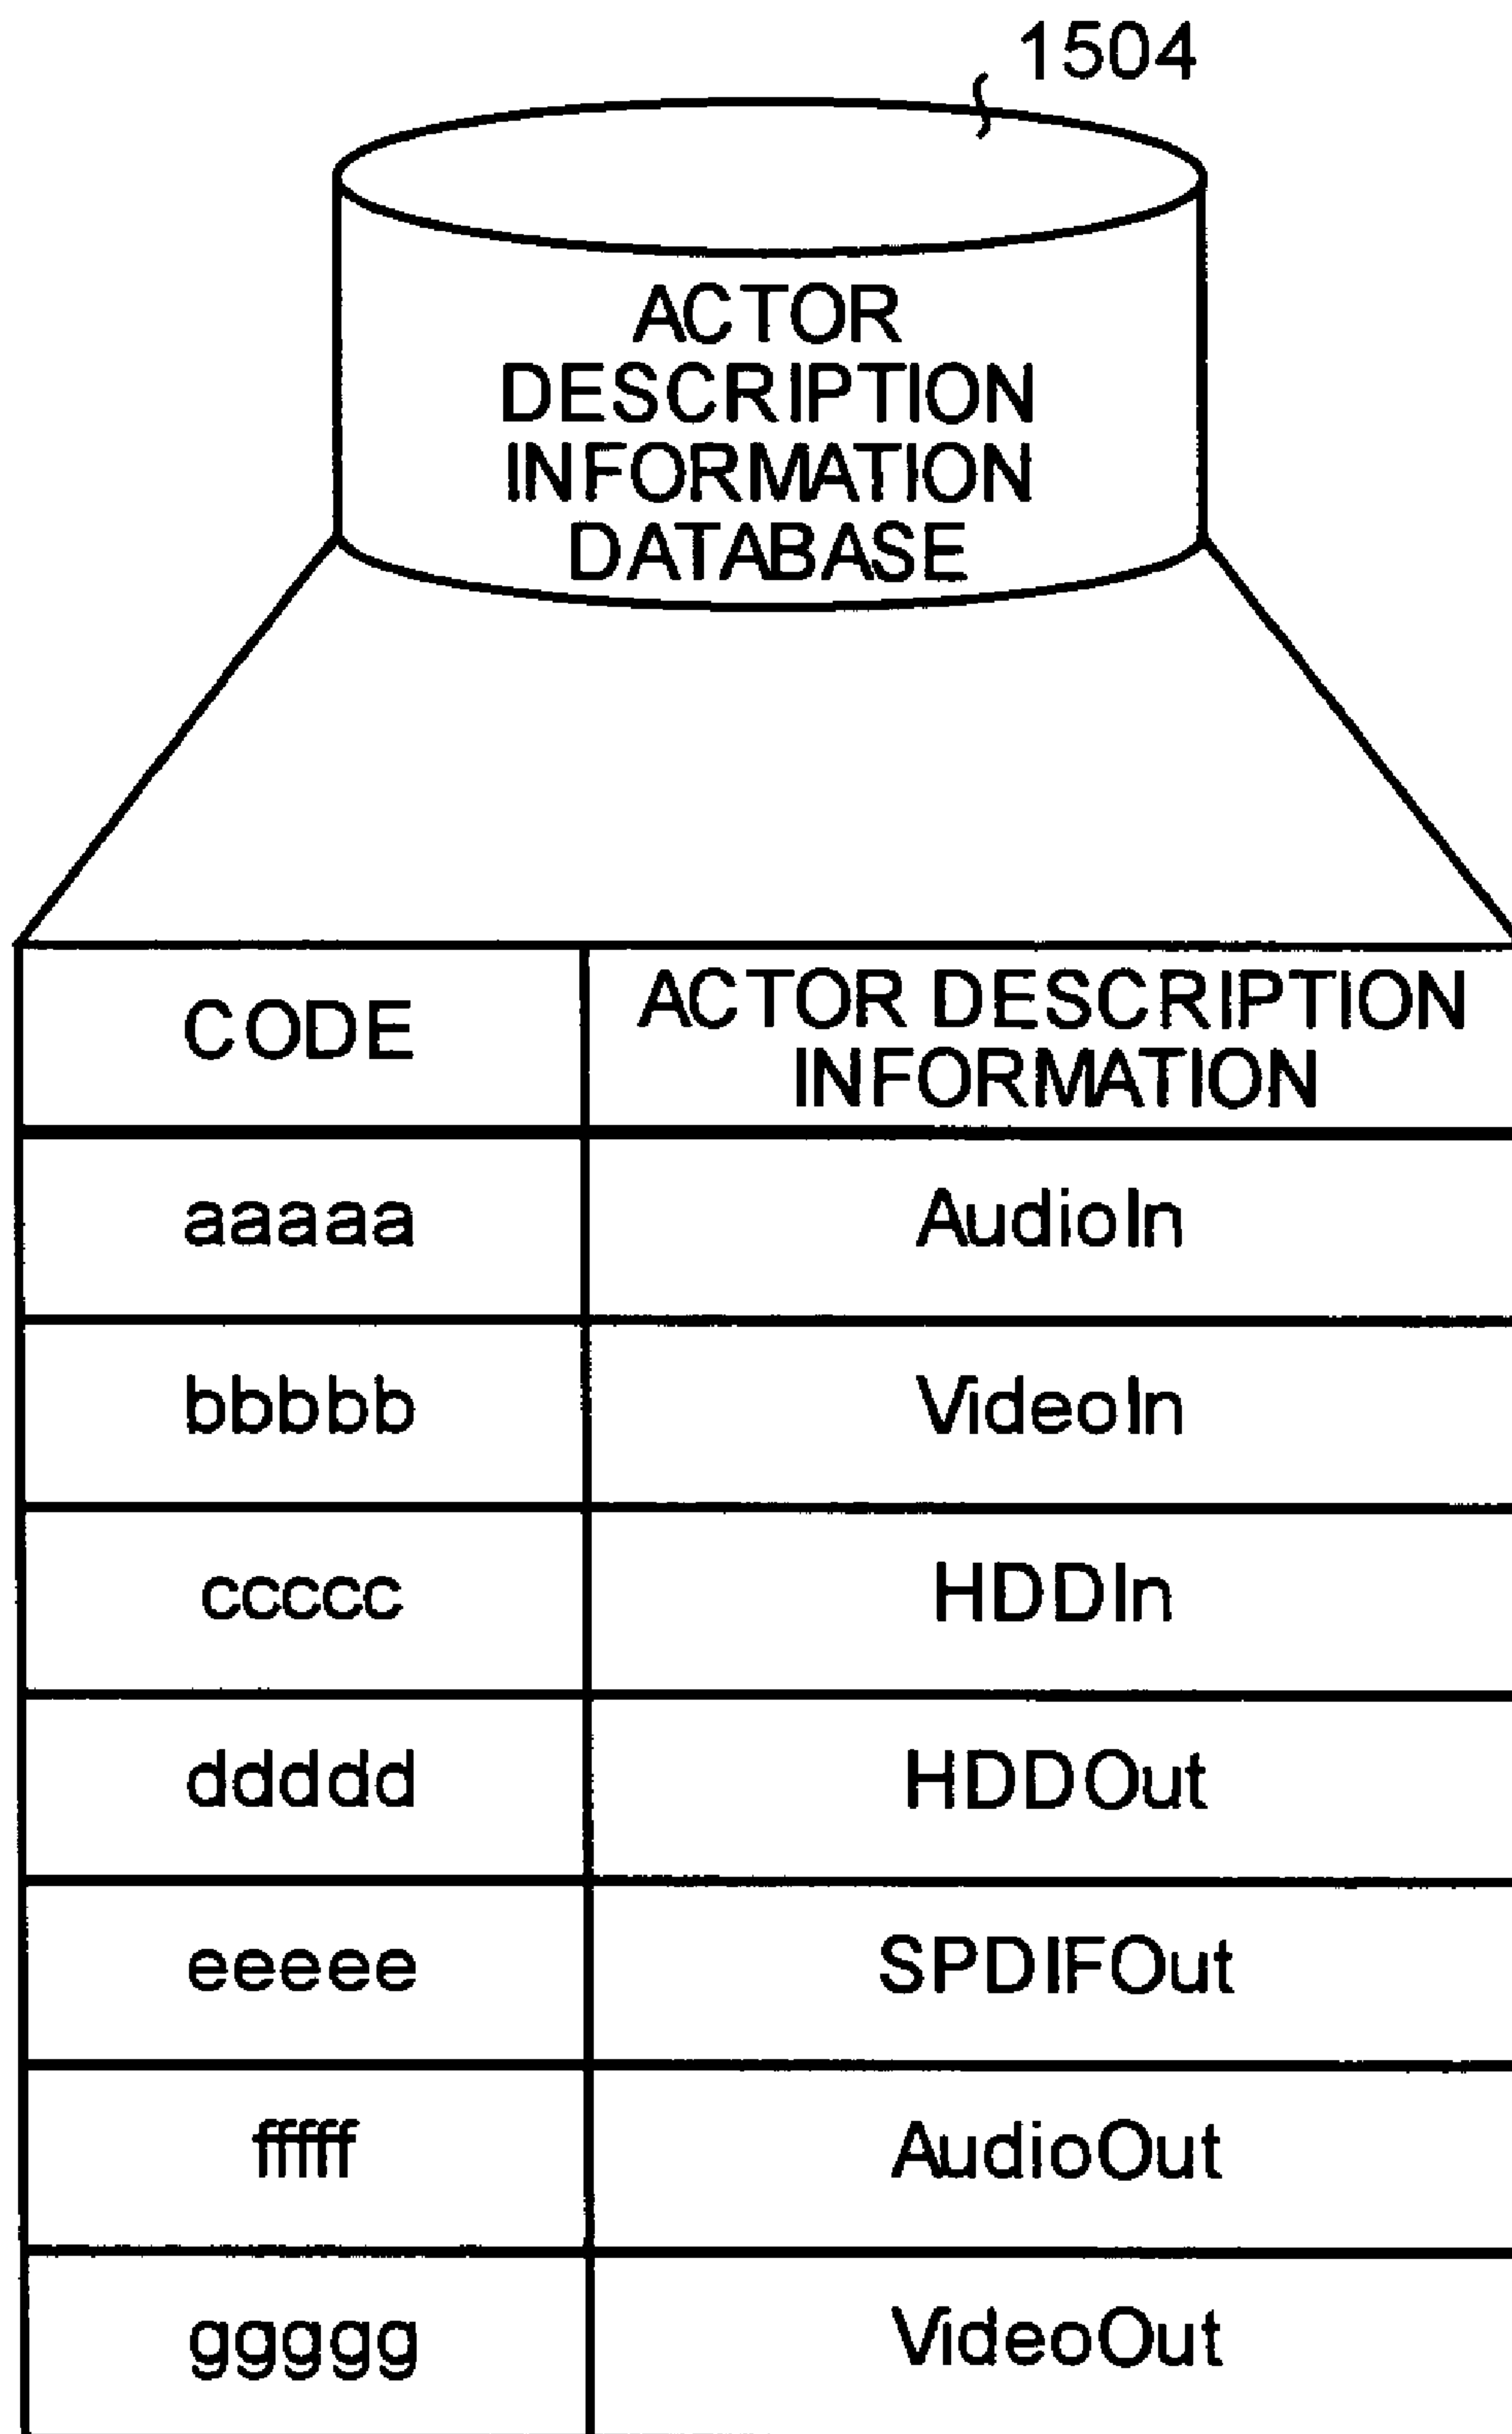 1504
ACTOR
DESCRIPTION
INFORMATION
DATABASE
CODE
ACTOR DESCRIPTION
INFORMATION
aaaaa
AudioIn
bbbbb
VideoIn
ccccc
HDDIn
ddddd
HDDOut
eeeee
SPDIFOut
fffff
AudioOut
ggggg
VideoOut